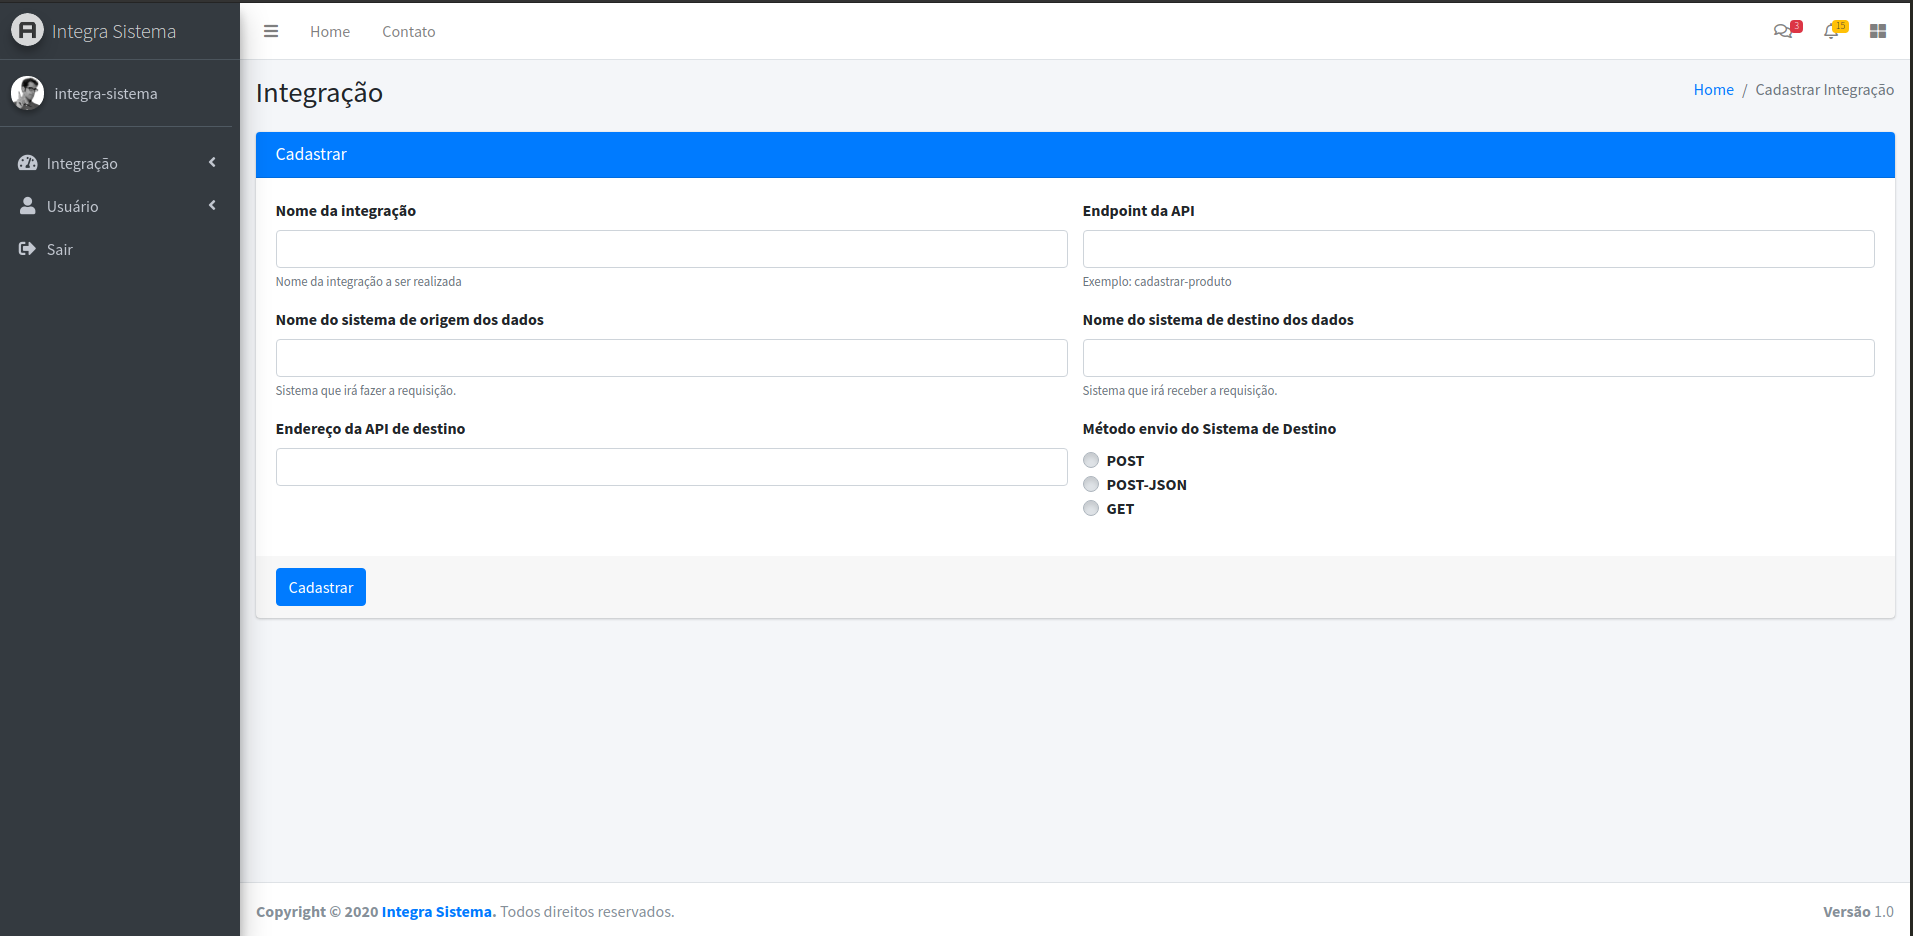 Integra Sistema
Home
Contato
3
15
integra-sistema
Integração
Usuário
Sair
Integração
Home / Cadastrar Integração
Cadastrar
Nome da integração
Nome da integração a ser realizada
Endpoint da API
Exemplo: cadastrar-produto
Nome do sistema de origem dos dados
Sistema que irá fazer a requisição.
Nome do sistema de destino dos dados
Sistema que irá receber a requisição.
Endereço da API de destino
Método envio do Sistema de Destino
POST
POST-JSON
GET
Cadastrar
Copyright © 2020 Integra Sistema. Todos direitos reservados.
Versão 1.0